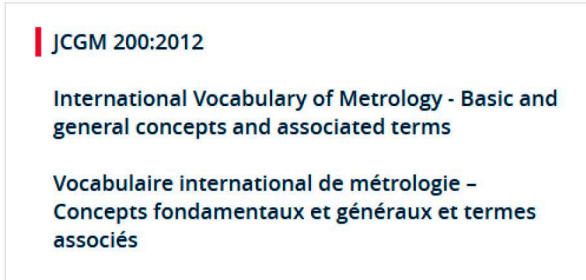 JCGM 200:2012
International Vocabulary of Metrology - Basic and
general concepts and associated terms
Vocabulaire international de métrologie –
Concepts fondamentaux et généraux et termes
associés